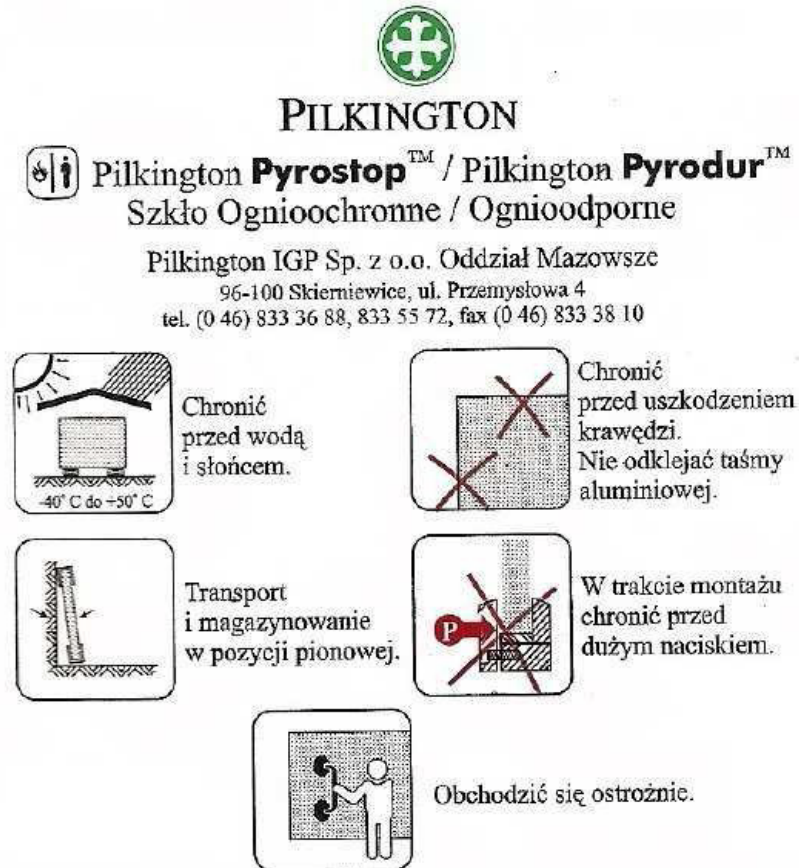 PILKINGTON
Pilkington Pyrostop™ / Pilkington Pyrodur™
Szkło Ognioochronne / Ognioodporne
Pilkington IGP Sp. z o.o. Oddział Mazowsze
96-100 Skierniewice, ul. Przemysłowa 4
tel. (0 46) 833 36 88, 833 55 72, fax (0 46) 833 38 10
Chronić
przed wodą
i słońcem.
-40° C do +50° C
Chronić
przed uszkodzeniem
krawędzi.
Nie odklejać taśmy
aluminiowej.
Transport
i magazynowanie
w pozycji pionowej.
P
W trakcie montażu
chronić przed
dużym naciskiem.
Obchodzić się ostrożnie.